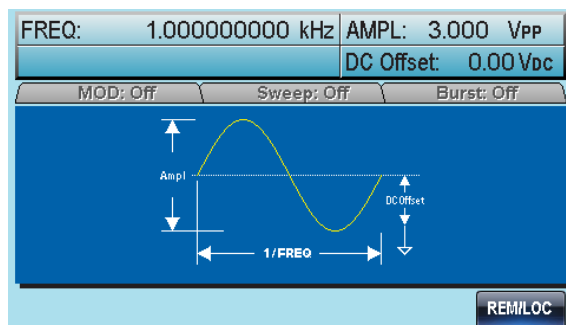 FREQ: 1.000000000 kHz AMPL: 3.000 VPP
DC Offset: 0.00 VDC
MOD: Off Sweep: Off Burst: Off
Ampl
DC Offset
1/FREQ
REM/LOC